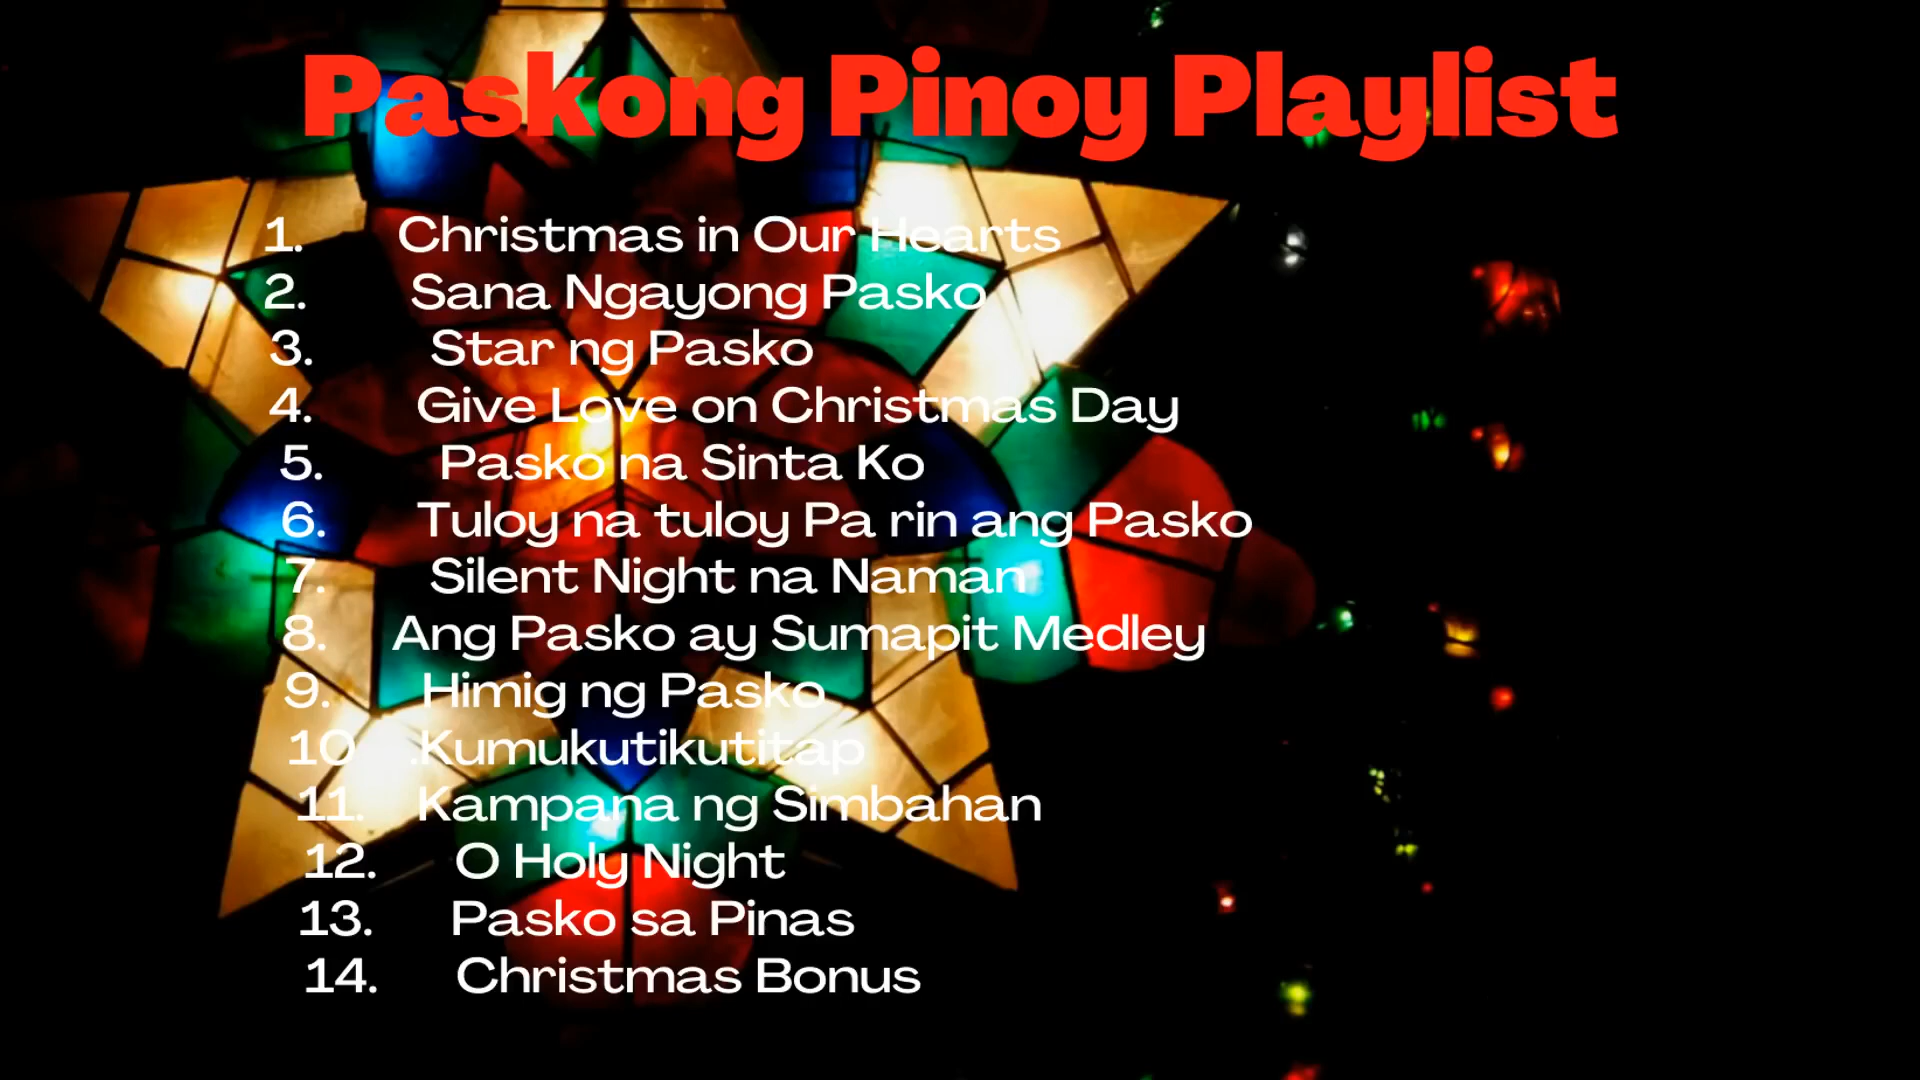 Paskong Pinoy Playlist
1. Christmas in Our Hearts
2. Sana Ngayong Pasko
3. Star ng Pasko
4. Give Love on Christmas Day
5. Pasko na Sinta Ko
6. Tuloy na tuloy Pa rin ang Pasko
7. Silent Night na Naman
8. Ang Pasko ay Sumapit Medley
9. Himig ng Pasko
10 .Kumukutikutitap
11. Kampana ng Simbahan
12. O Holy Night
13. Pasko sa Pinas
14. Christmas Bonus